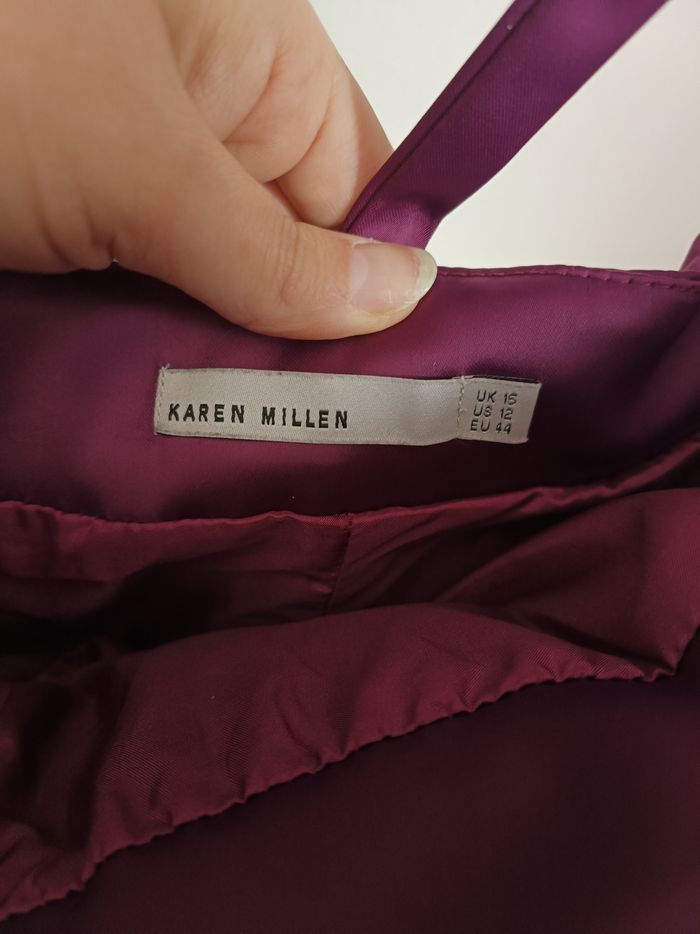 KAREN MILLEN
UK 16
US 12
EU 44